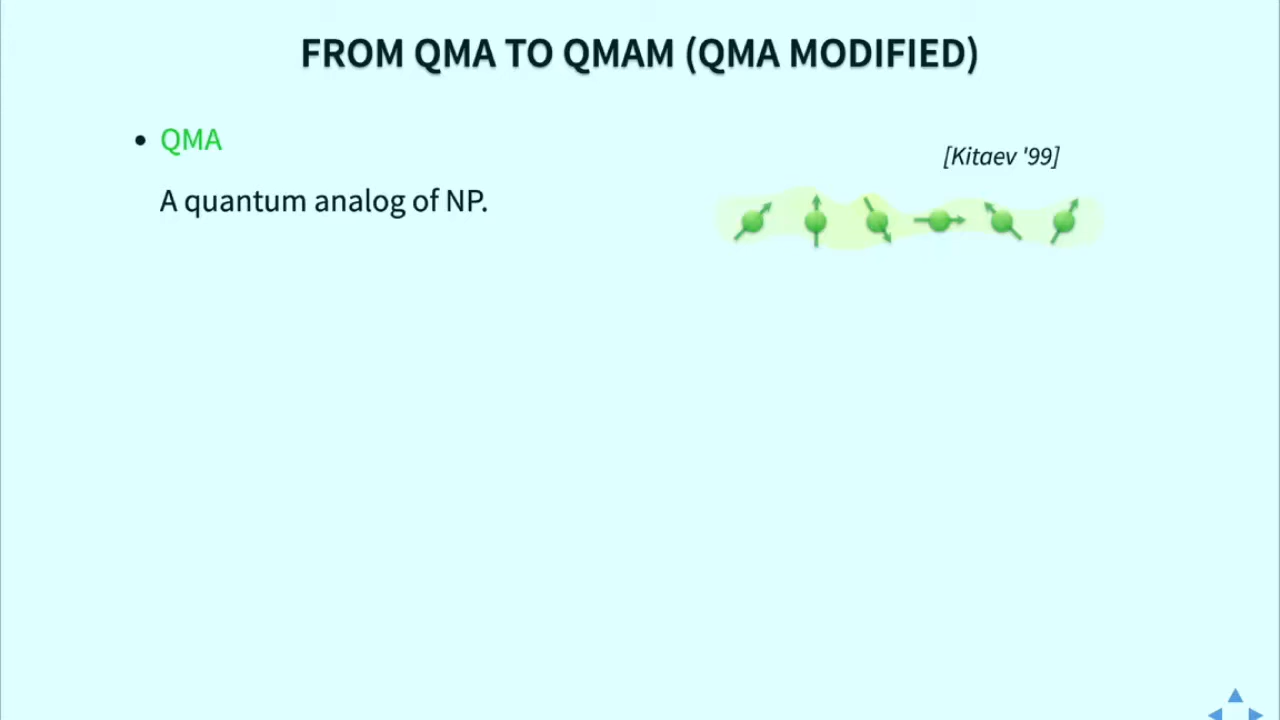 FROM QMA TO QMAM (QMA MODIFIED)
• QMA
[Kitaev '99]
A quantum analog of NP.